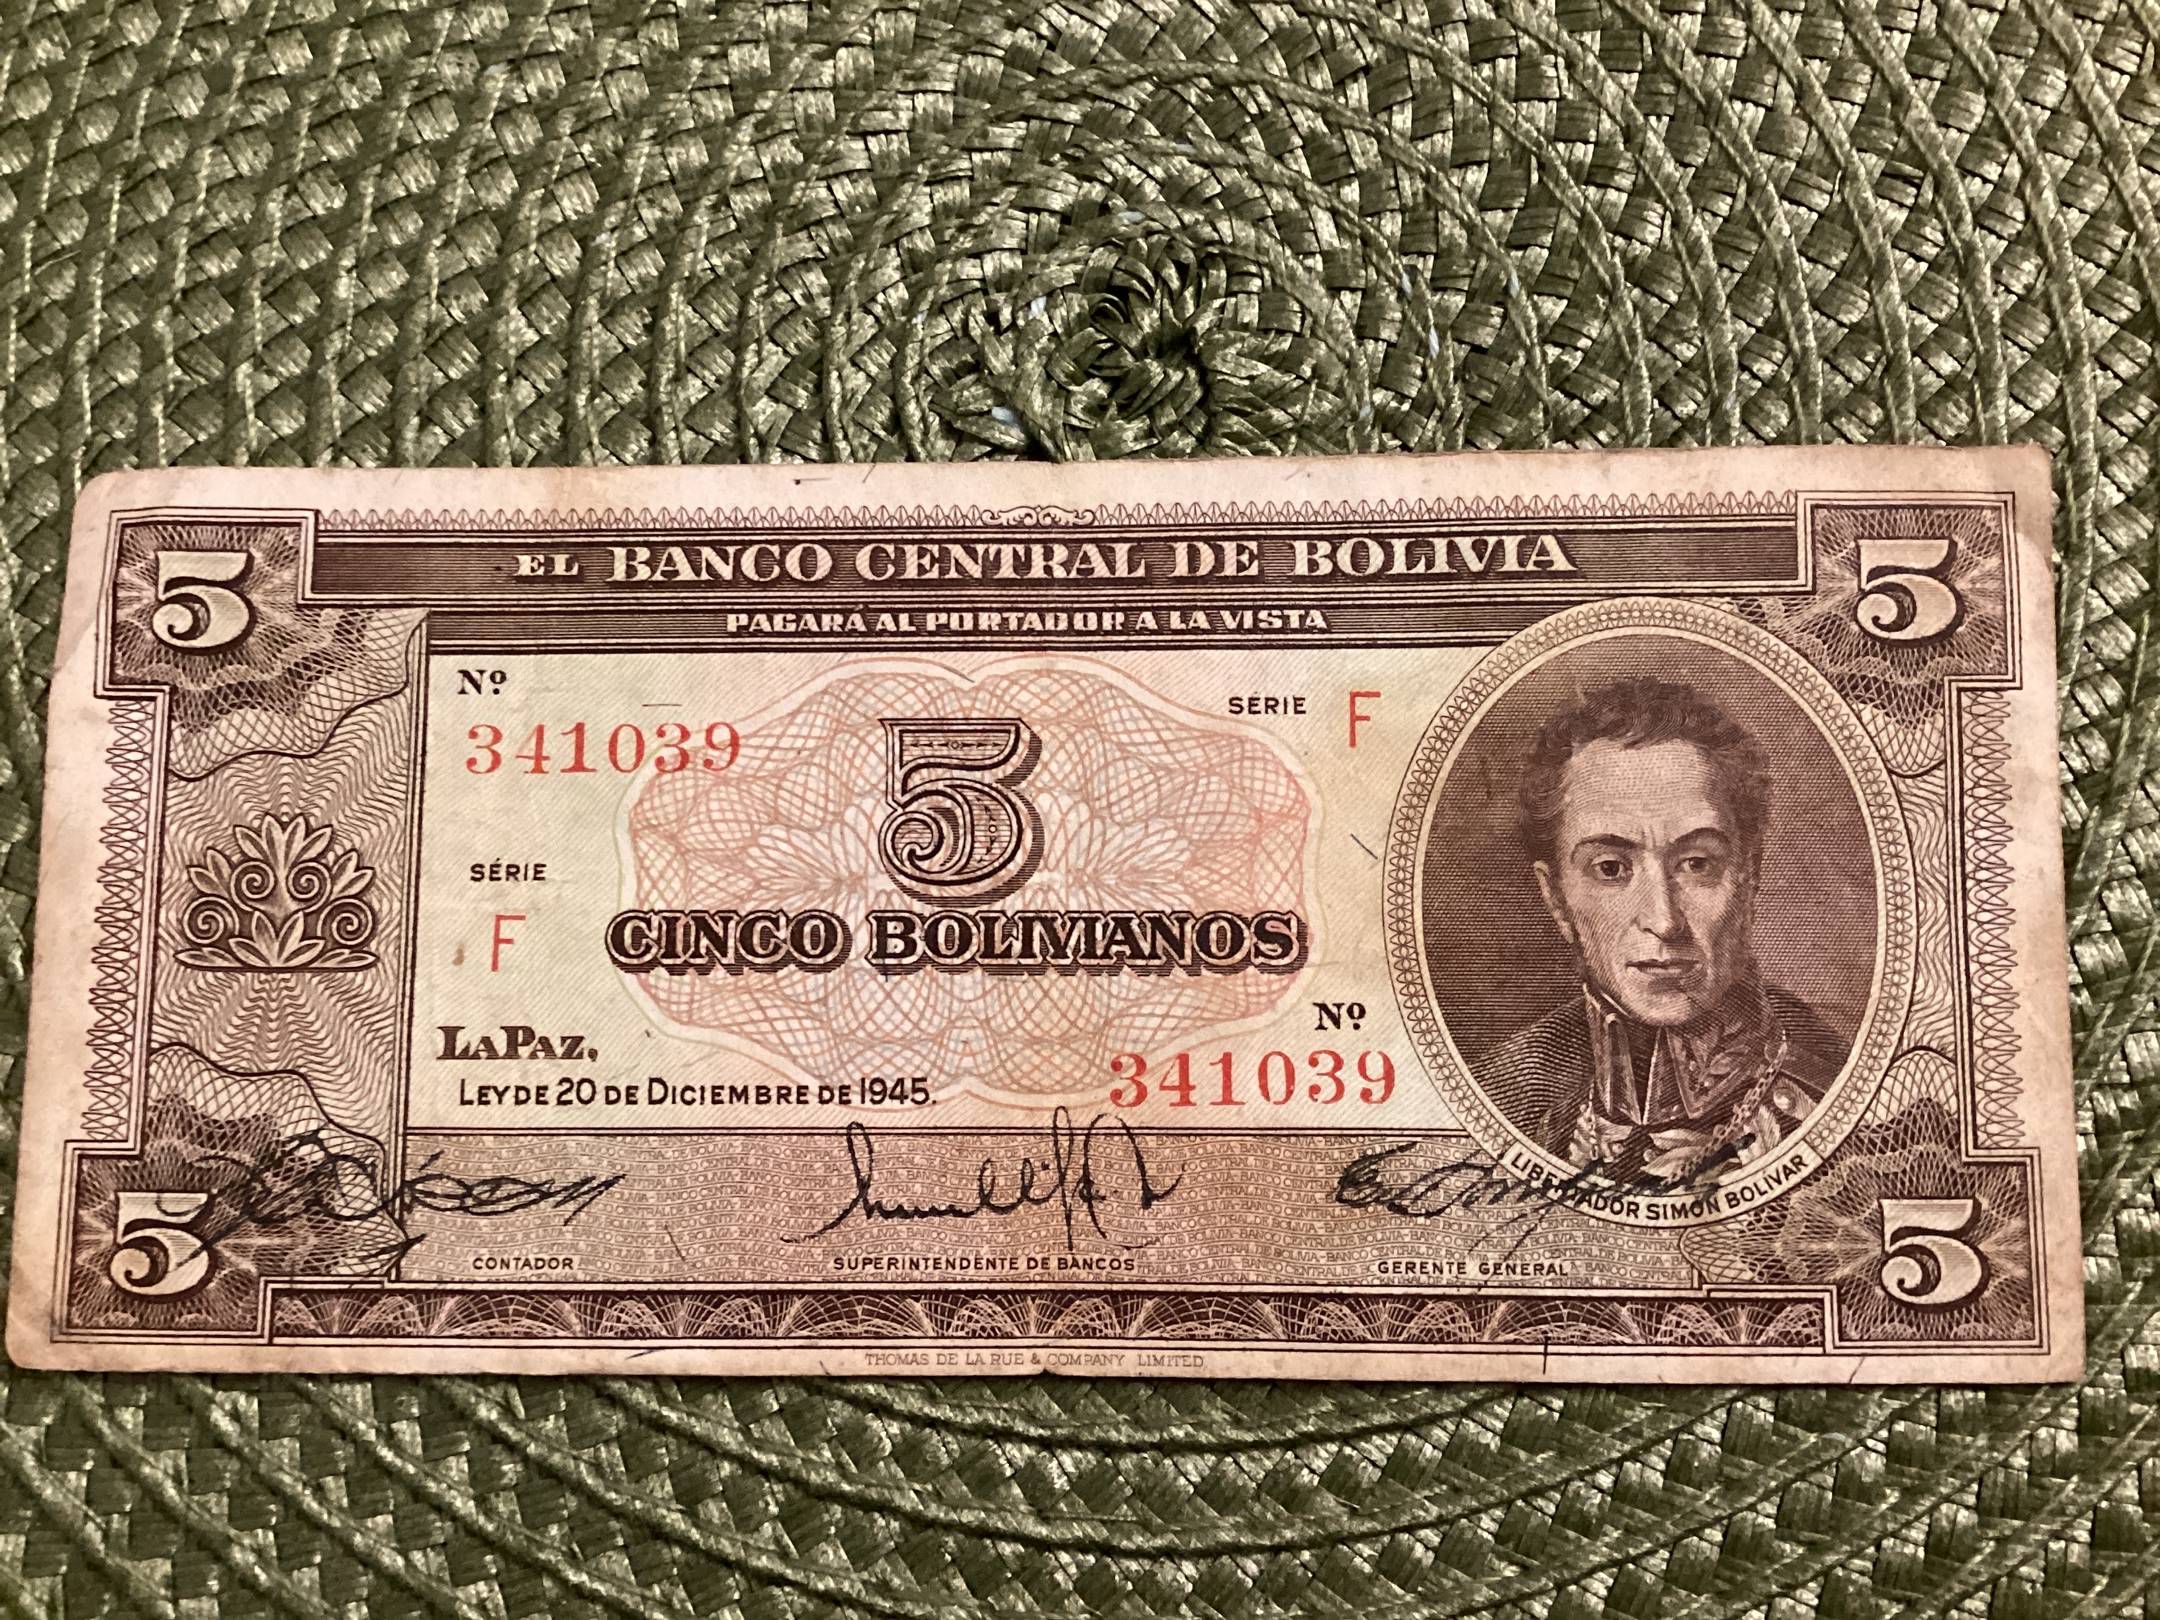 5 5
EL BANCO CENTRAL DE BOLIVIA
PAGARÁ AL PORTADOR A LA VISTA
Nº
341039
SÉRIE F
5
SÉRIE
F
CINCO BOLIVIANOS
LA PAZ,
LEY DE 20 DE DICIEMBRE DE 1945.
Nº
341039
LIBERTADOR SIMON BOLIVAR
CONTADOR SUPERINTENDENTE DE BANCOS GERENTE GENERAL
5 5
THOMAS DE LA RUE & COMPANY LIMITED